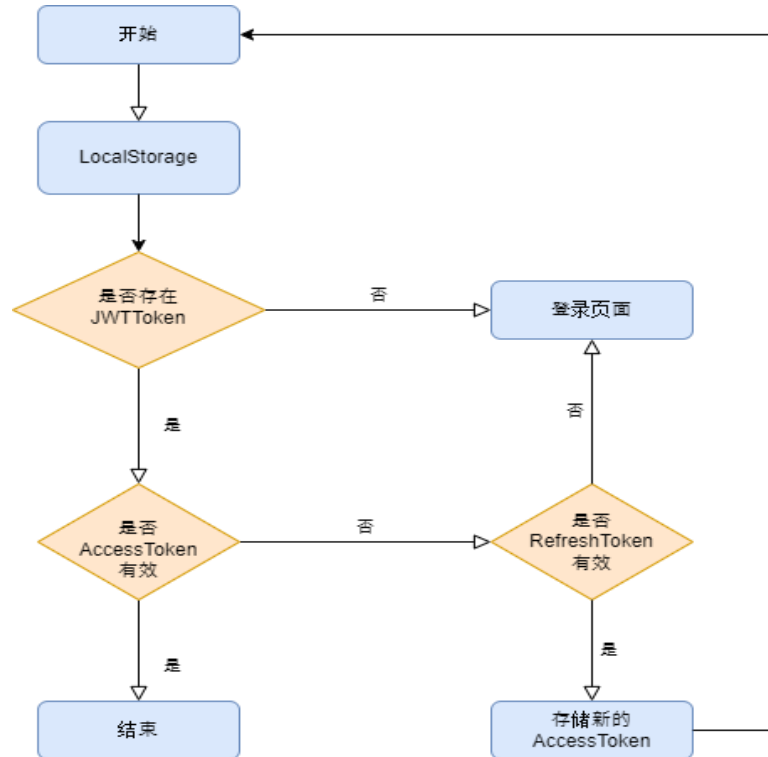 开始
LocalStorage
是否存在
JWTToken
否
登录页面
是
否
是否
AccessToken
有效
否
是否
RefreshToken
有效
是
是
结束
存储新的
AccessToken